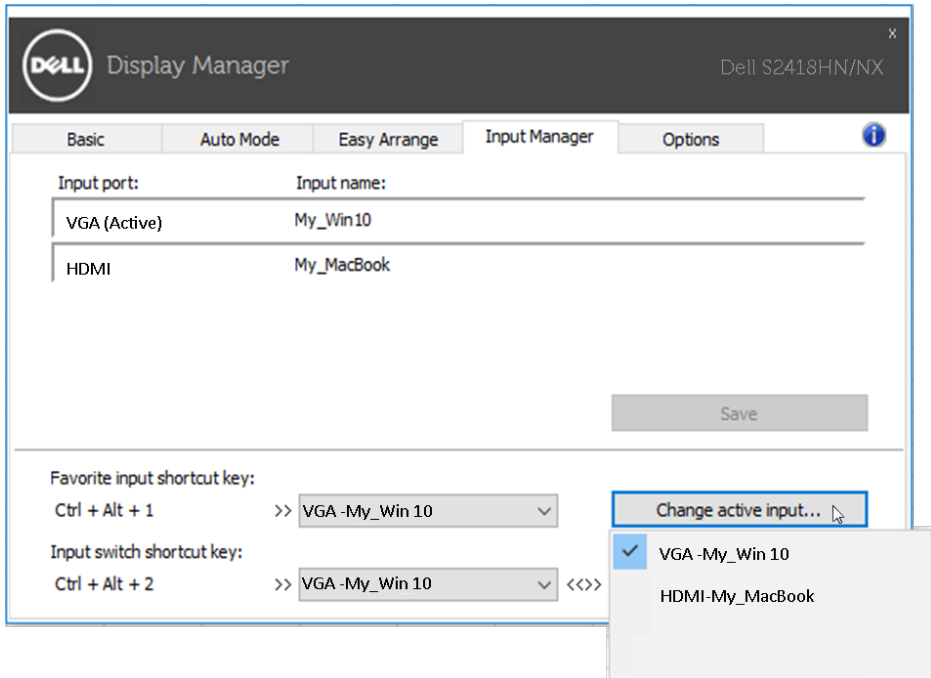 X
DELL Display Manager Dell S2418HN/NX
Basic Auto Mode Easy Arrange Input Manager Options i
Input port: Input name:
VGA (Active) My_Win10
HDMI My_MacBook
Save
Favorite input shortcut key:
Ctrl + Alt + 1 >> VGA -My_Win 10 Change active input...
Input switch shortcut key:
VGA -My_Win 10
Ctrl + Alt + 2 >> VGA -My_Win 10 <<>>
HDMI-My_MacBook